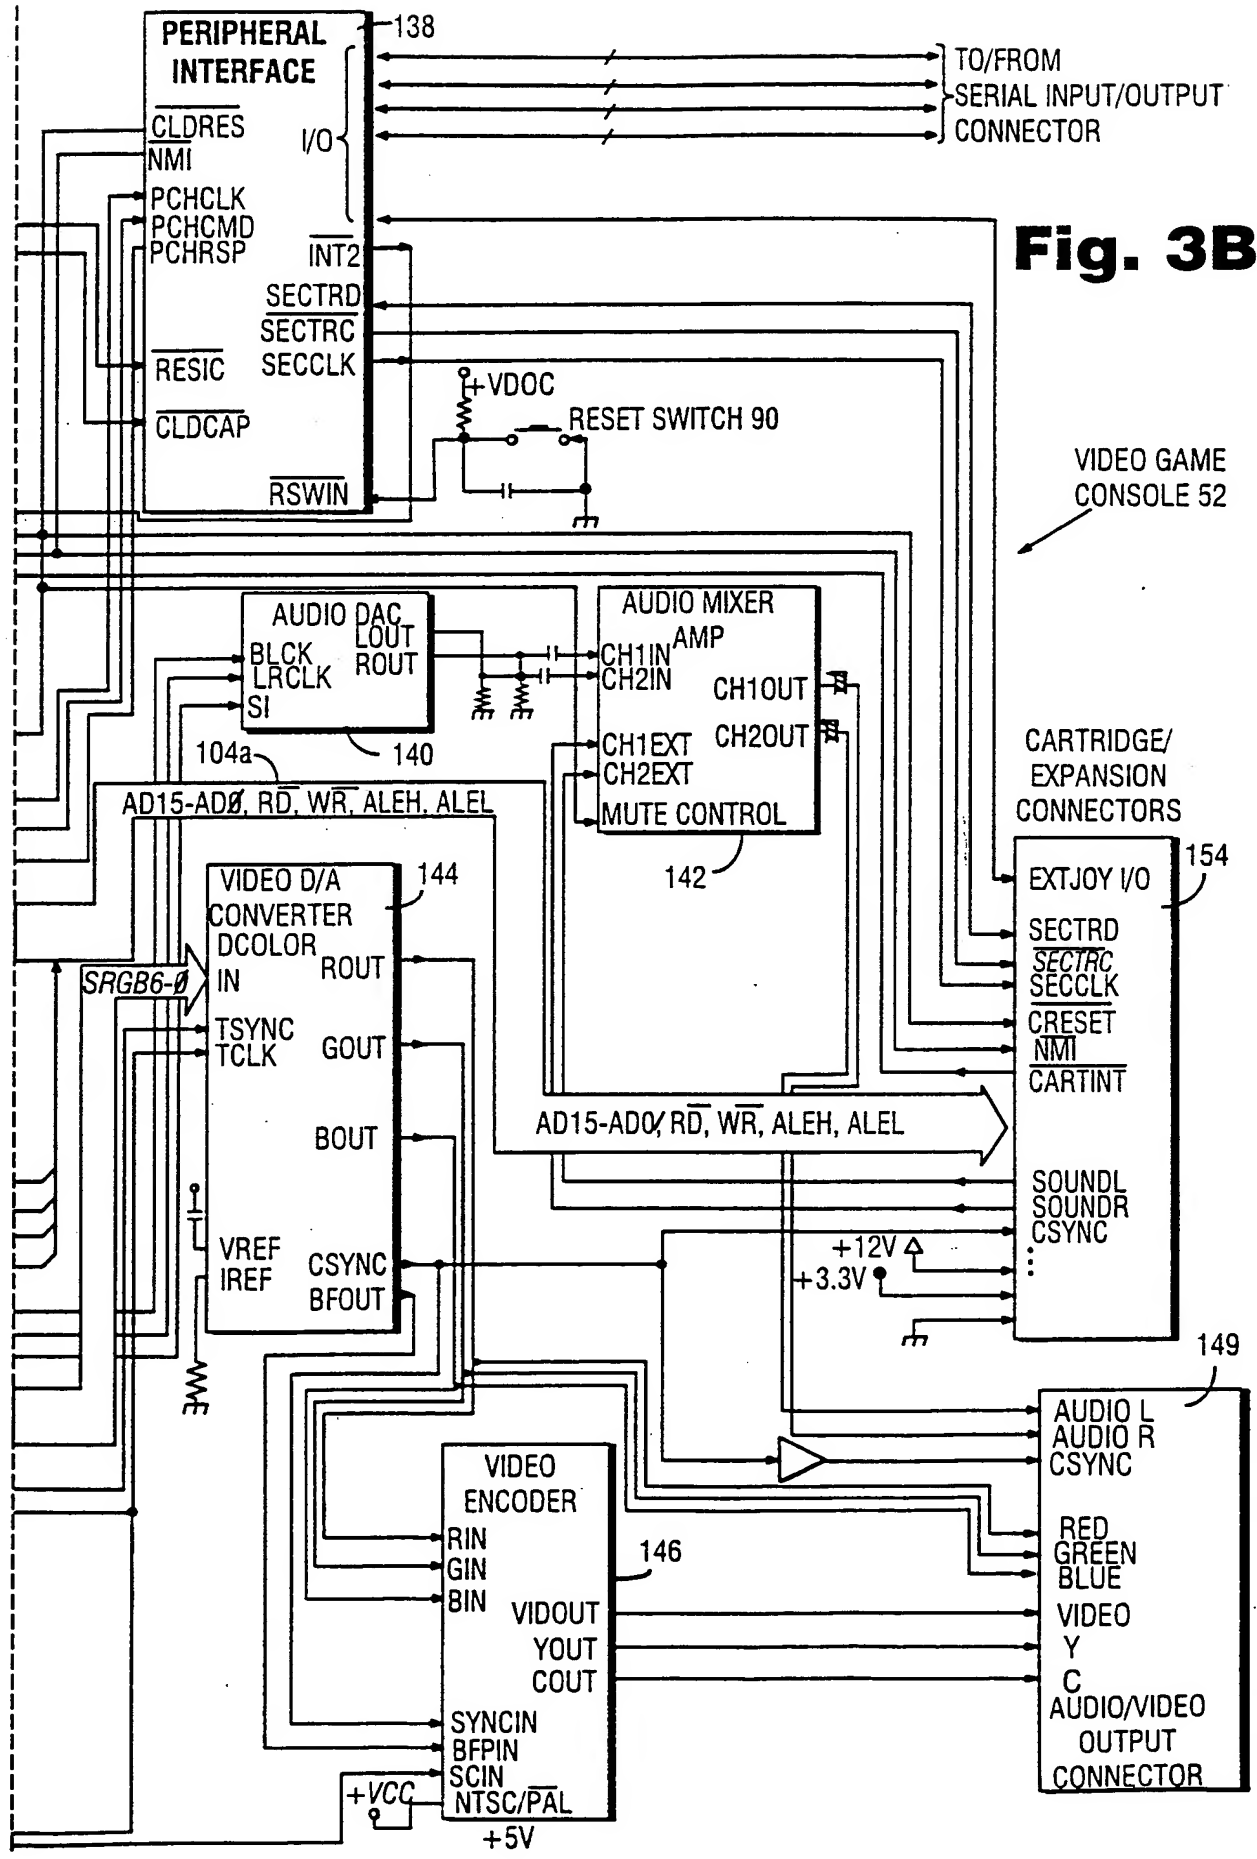 PERIPHERAL
INTERFACE
138
I/O
CLDRES
NMI
PCHCLK
PCHCMD
PCHRSP
INT2
SECTRD
SECTRC
SECCLK
RESIC
CLDCAP
RSWIN
TO/FROM
SERIAL INPUT/OUTPUT
CONNECTOR
Fig. 3B
+VDOC
RESET SWITCH 90
VIDEO GAME
CONSOLE 52
AUDIO DAC
LOUT
ROUT
BLCK
LRCLK
SI
140
104a
AUDIO MIXER
AMP
CH1IN
CH2IN
CH1OUT
CH2OUT
CH1EXT
CH2EXT
MUTE CONTROL
142
AD15-AD0, RD, WR, ALEH, ALEL
CARTRIDGE/
EXPANSION
CONNECTORS
154
EXTJOY I/O
SECTRD
SECTRC
SECCLK
CRESET
NMI
CARTINT
AD15-AD0, RD, WR, ALEH, ALEL
SOUNDL
SOUNDR
CSYNC
+12V
+3.3V
VIDEO D/A
CONVERTER
DCOLOR
IN
144
SRGB6-0
TSYNC
TCLK
ROUT
GOUT
BOUT
VREF
IREF
CSYNC
BFOUT
149
AUDIO L
AUDIO R
CSYNC
RED
GREEN
BLUE
VIDEO
Y
C
AUDIO/VIDEO
OUTPUT
CONNECTOR
VIDEO
ENCODER
146
RIN
GIN
BIN
VIDOUT
YOUT
COUT
SYNCIN
BFPIN
SCIN
NTSC/PAL
+VCC
+5V